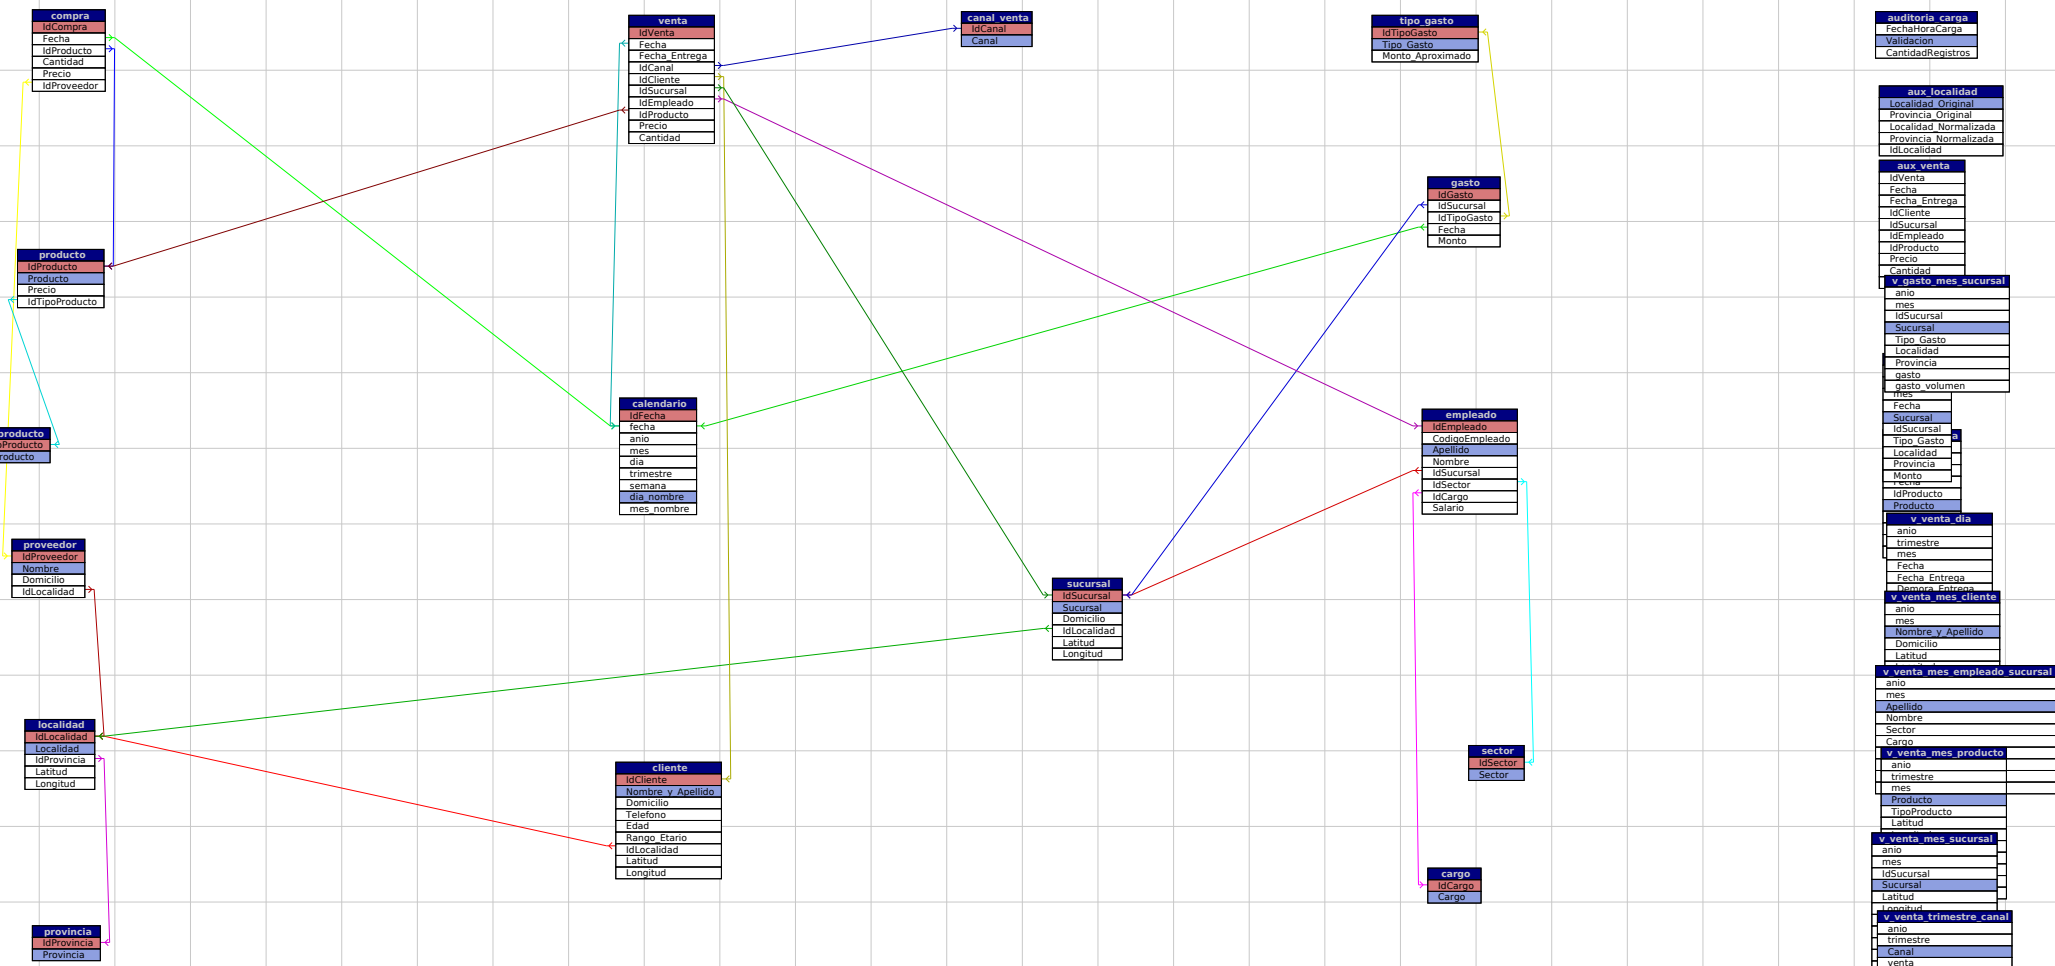 compra
IdCompra
Fecha
IdProducto
Cantidad
Precio
IdProveedor
venta
IdVenta
Fecha
Fecha_Entrega
IdCanal
IdCliente
IdSucursal
IdEmpleado
IdProducto
Precio
Cantidad
canal_venta
IdCanal
Canal
tipo_gasto
IdTipoGasto
Tipo_Gasto
Monto_Aproximado
gasto
IdGasto
IdSucursal
IdTipoGasto
Fecha
Monto
producto
IdProducto
Producto
Precio
IdTipoProducto
producto
Producto
roducto
calendario
IdFecha
fecha
anio
mes
dia
trimestre
semana
dia_nombre
mes_nombre
empleado
IdEmpleado
CodigoEmpleado
Apellido
Nombre
IdSucursal
IdSector
IdCargo
Salario
proveedor
IdProveedor
Nombre
Domicilio
IdLocalidad
sucursal
IdSucursal
Sucursal
Domicilio
IdLocalidad
Latitud
Longitud
localidad
IdLocalidad
Localidad
IdProvincia
Latitud
Longitud
cliente
IdCliente
Nombre_y_Apellido
Domicilio
Telefono
Edad
Rango_Etario
IdLocalidad
Latitud
Longitud
sector
IdSector
Sector
cargo
IdCargo
Cargo
provincia
IdProvincia
Provincia
auditoria_carga
FechaHoraCarga
Validacion
CantidadRegistros
aux_localidad
Localidad_Original
Provincia_Original
Localidad_Normalizada
Provincia_Normalizada
IdLocalidad
aux_venta
IdVenta
Fecha
Fecha_Entrega
IdCliente
IdSucursal
IdEmpleado
IdProducto
Precio
Cantidad
v_gasto_mes_sucursal
anio
mes
IdSucursal
Sucursal
Tipo_Gasto
Localidad
Provincia
gasto
gasto_volumen
mes
Fecha
Sucursal
IdSucursal
Tipo_Gasto
a
Localidad
Provincia
Monto
Fecha
IdProducto
Producto
v_venta_dia
anio
trimestre
mes
Fecha
Fecha_Entrega
Demora_Entrega
v_venta_mes_cliente
anio
mes
Nombre_y_Apellido
Domicilio
Latitud
v_venta_mes_empleado_sucursal
anio
mes
Apellido
Nombre
Sector
Cargo
v_venta_mes_producto
anio
trimestre
mes
Producto
TipoProducto
Latitud
v_venta_mes_sucursal
anio
mes
IdSucursal
Sucursal
Latitud
Longitud
v_venta_trimestre_canal
anio
trimestre
Canal
venta